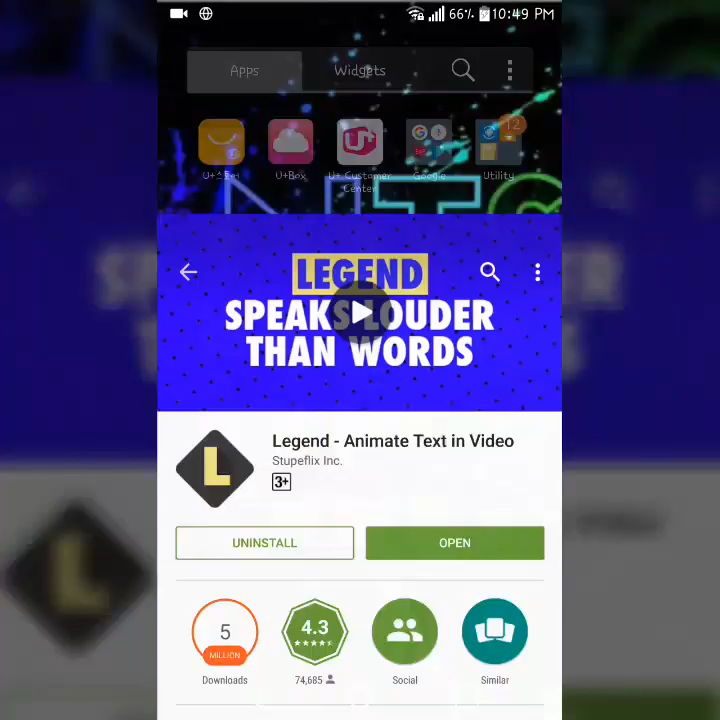 66% 10:49 PM
Apps Widgets
12
U+Box U+ Customer Google Utility
Center
LEGEND
SPEAKS LOUDER
THAN WORDS
L
Legend - Animate Text in Video
Stupeflix Inc.
3+
UNINSTALL OPEN
5 4.3
MILLION
Downloads 74,685 Social Similar